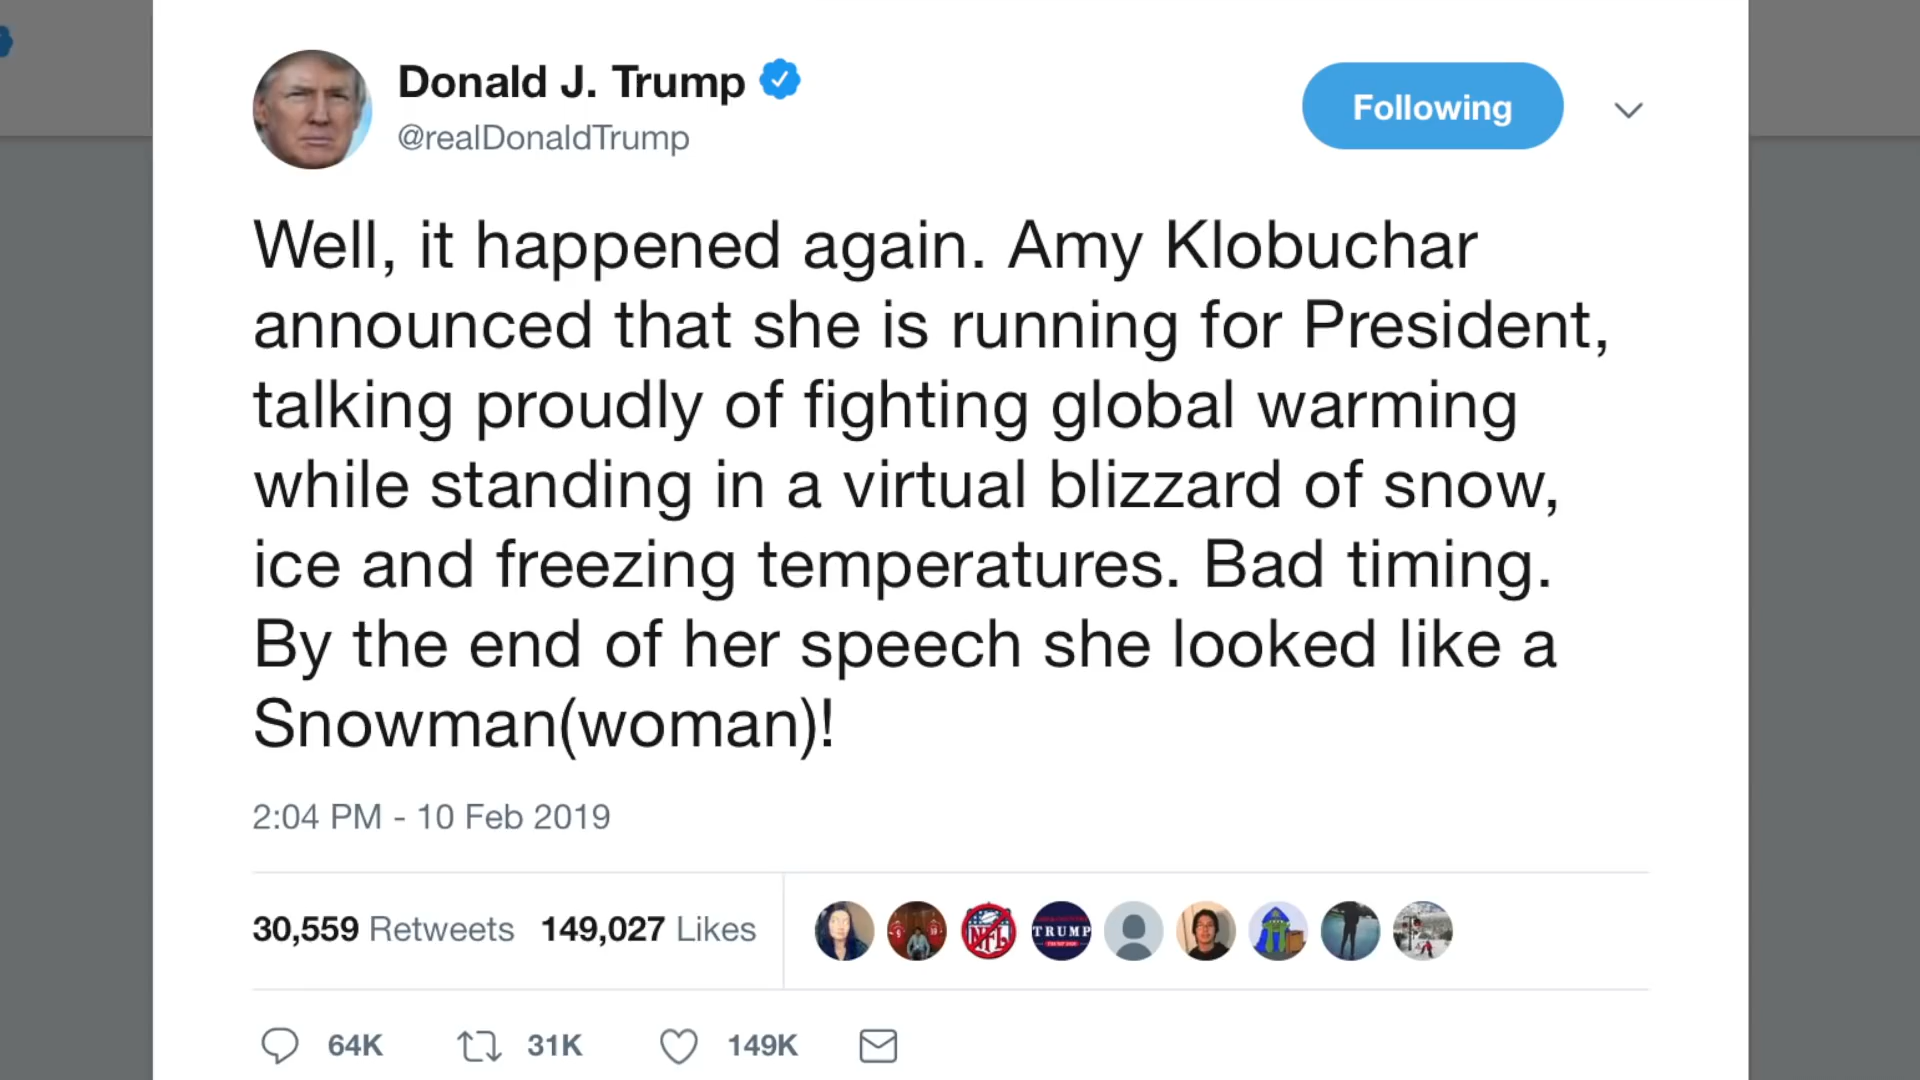 Donald J. Trump
@realDonaldTrump
Following
Well, it happened again. Amy Klobuchar
announced that she is running for President,
talking proudly of fighting global warming
while standing in a virtual blizzard of snow,
ice and freezing temperatures. Bad timing.
By the end of her speech she looked like a
Snowman(woman)!
2:04 PM - 10 Feb 2019
30,559 Retweets 149,027 Likes
NFL
TRUMP
64K 31K 149K